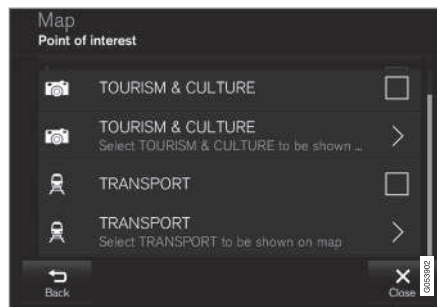 Map
Point of interest
TOURISM & CULTURE
TOURISM & CULTURE
Select TOURISM & CULTURE to be shown ...
TRANSPORT
TRANSPORT
Select TRANSPORT to be shown on map
Back
Close
G053902